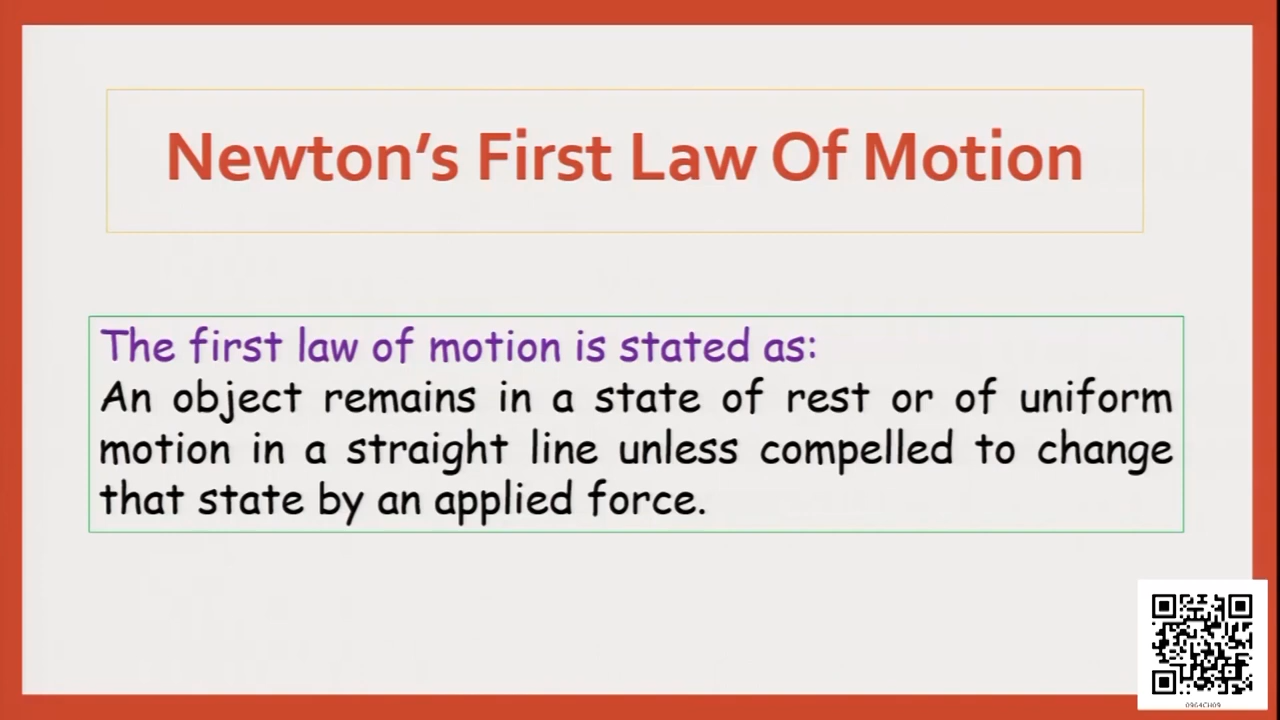 Newton’s First Law Of Motion
The first law of motion is stated as:
An object remains in a state of rest or of uniform
motion in a straight line unless compelled to change
that state by an applied force.
0964CH09